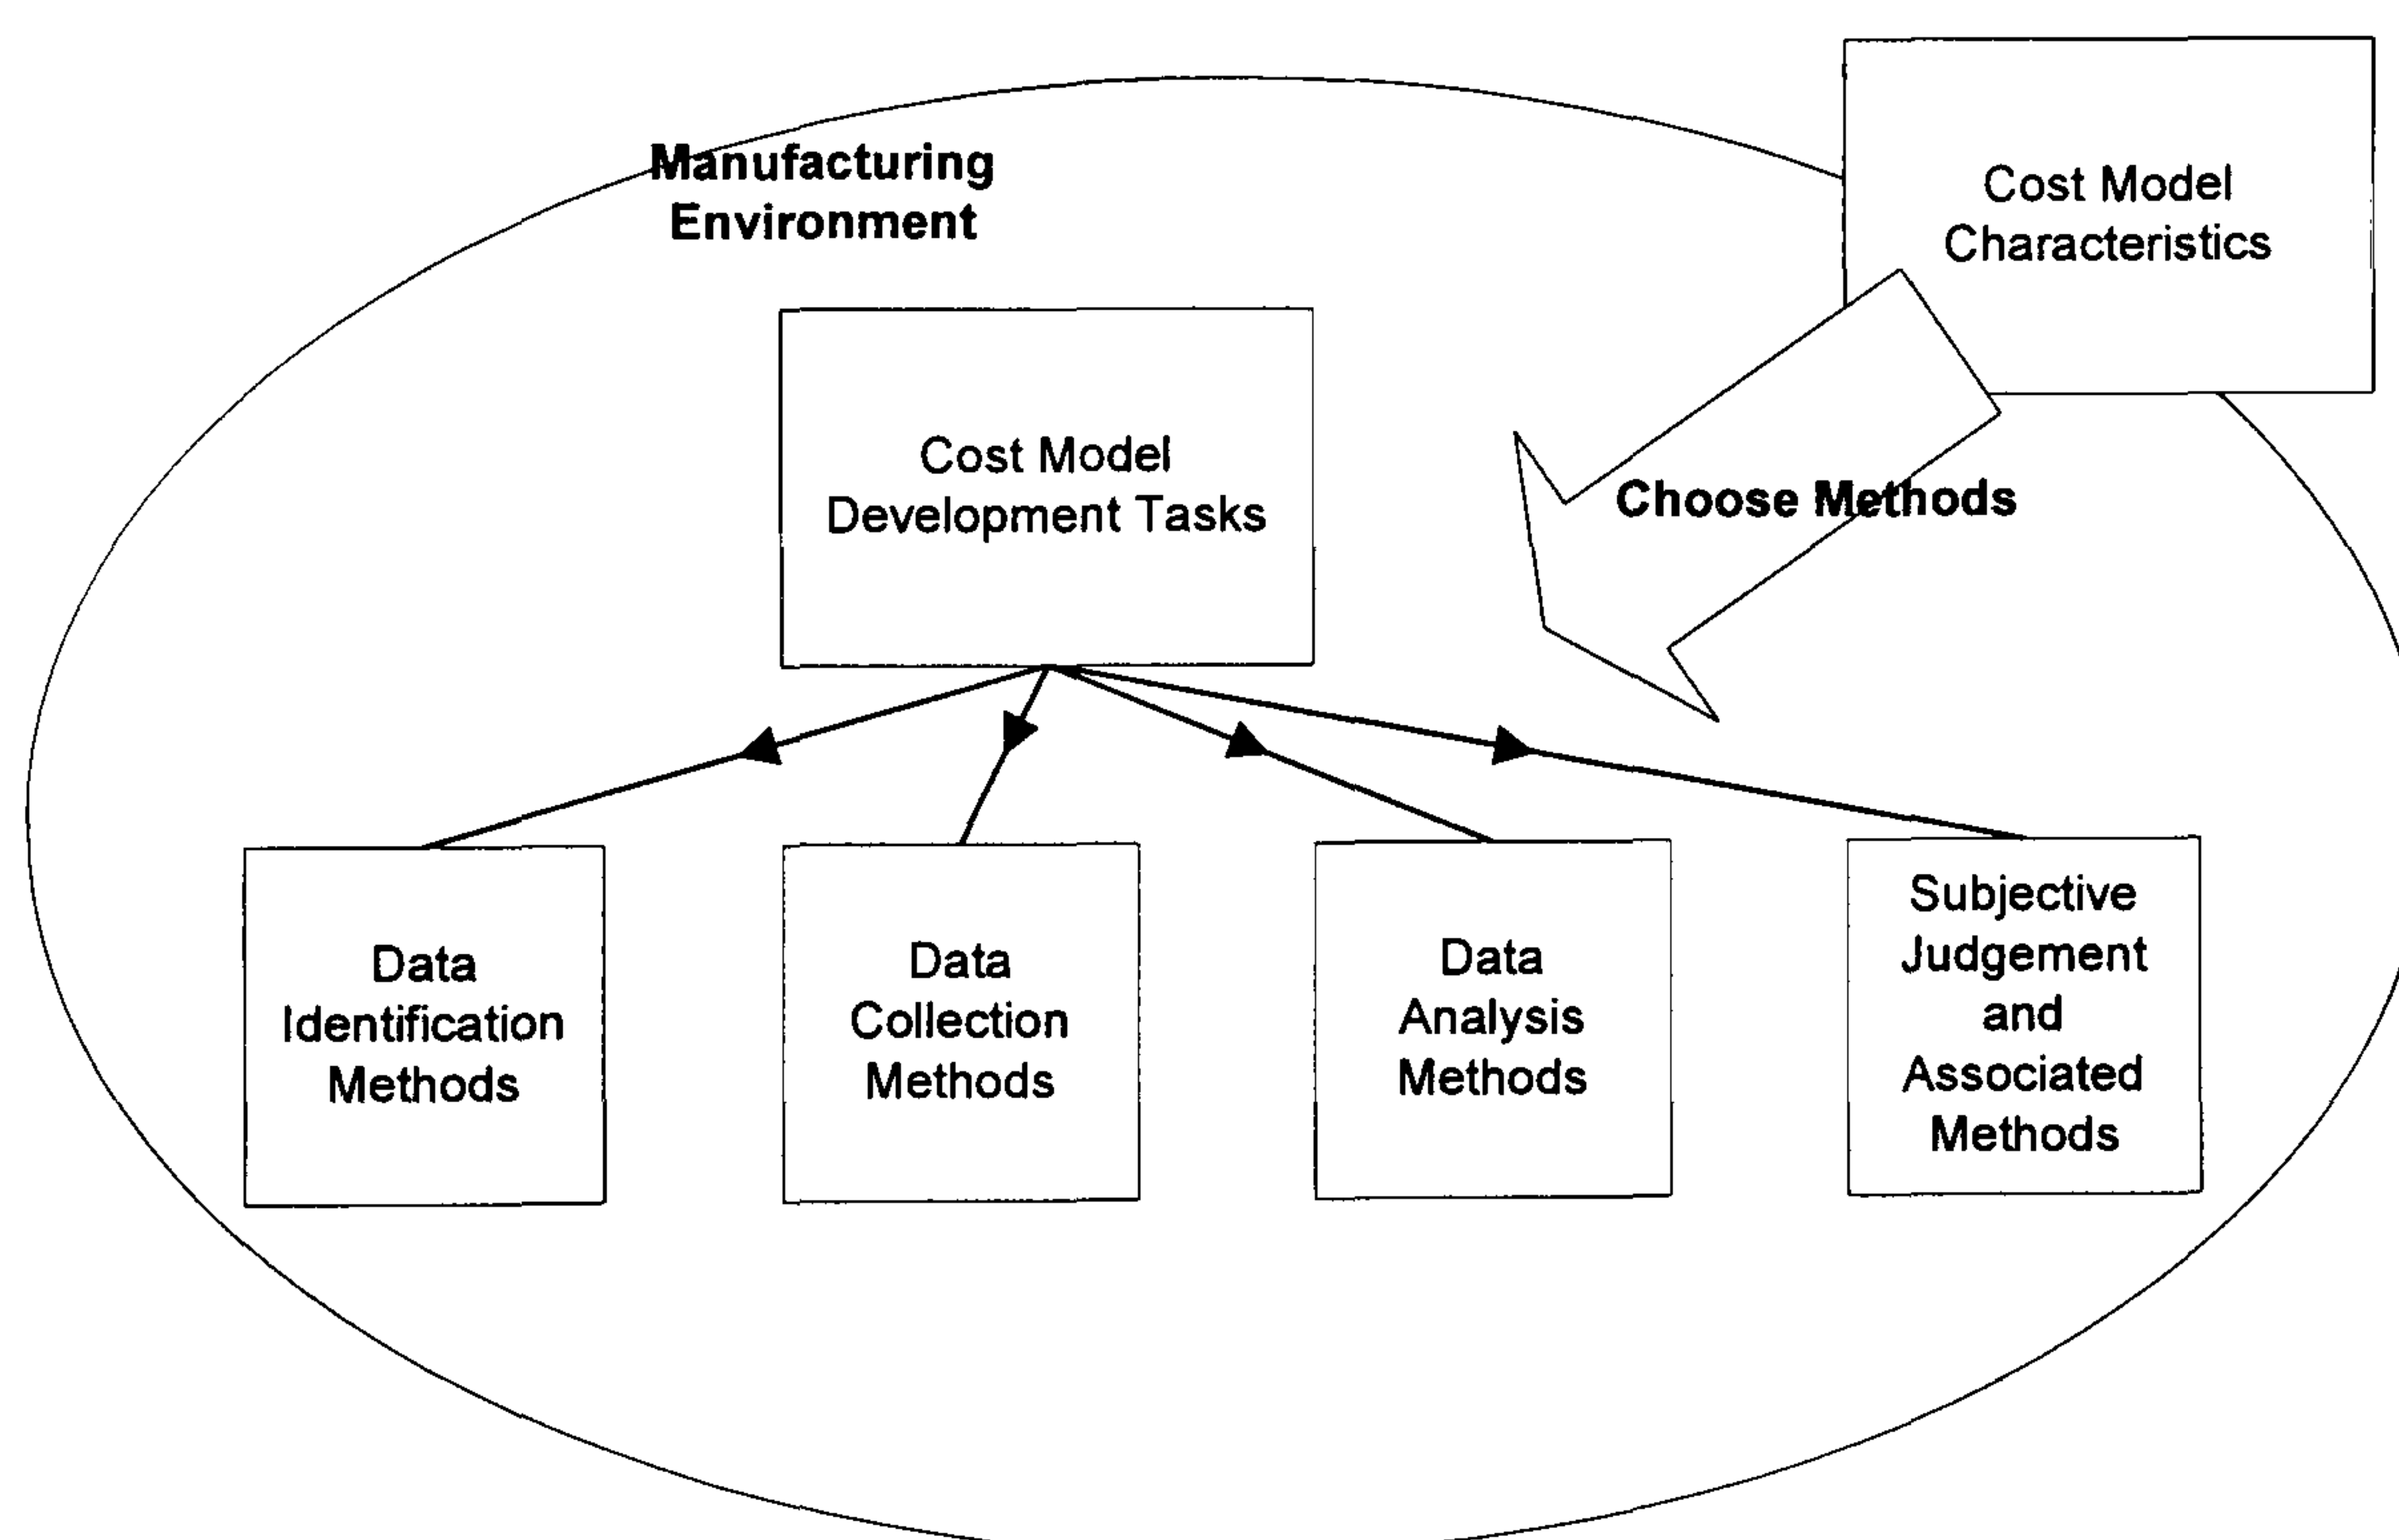 Manufacturing
Environment
Cost Model
Characteristics
Cost Model
Development Tasks
Choose Methods
Data
Identification
Methods
Data
Collection
Methods
Data
Analysis
Methods
Subjective
Judgement
and
Associated
Methods